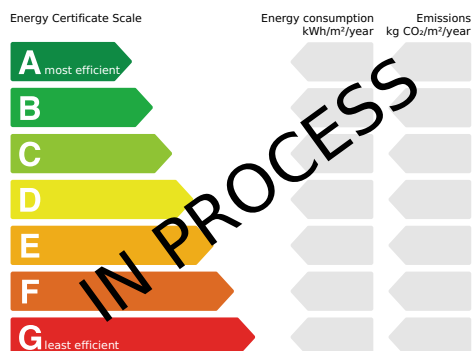 Energy Certificate Scale
Energy consumption
kWh/m²/year
Emissions
kg CO₂/m²/year
A most efficient
B
C
D
E
F
G least efficient
IN PROCESS